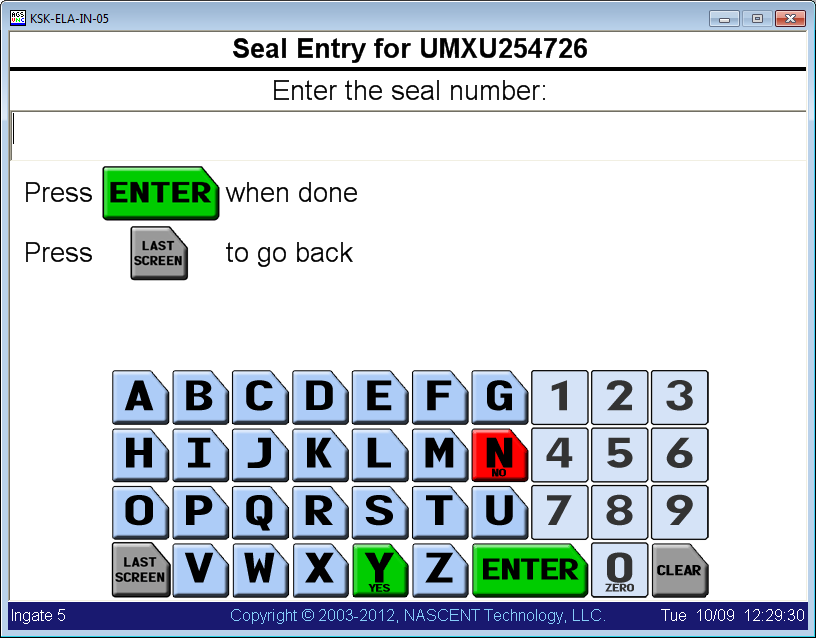 KSK-ELA-IN-05
Seal Entry for UMXU254726
Enter the seal number:
Press ENTER when done
Press LAST SCREEN to go back
A B C D E F G 1 2 3
H I J K L M N NO 4 5 6
O P Q R S T U 7 8 9
LAST SCREEN V W X Y YES Z ENTER 0 ZERO CLEAR
Ingate 5 Copyright © 2003-2012, NASCENT Technology, LLC. Tue 10/09 12:29:30